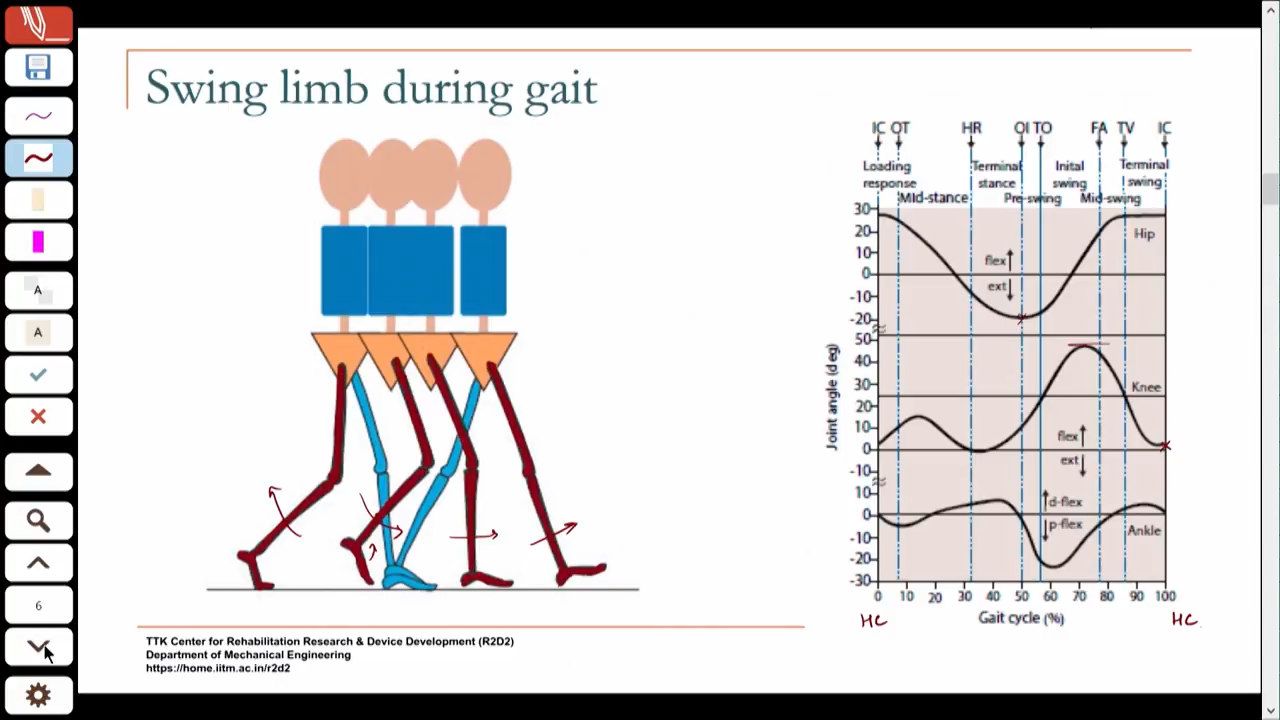 Swing limb during gait
IC OT HR OI TO FA TV IC
Loading response
Mid-stance
Terminal stance
Pre-swing
Inital swing
Mid-swing
Terminal swing
30
20
10
0
-10
-20
Hip
flex
ext
50
40
30
20
10
0
-10
Knee
flex
ext
10
0
-10
-20
-30
d-flex
p-flex
Ankle
Joint angle (deg)
0 10 20 30 40 50 60 70 80 90 100
Gait cycle (%)
HC HC
TTK Center for Rehabilitation Research & Device Development (R2D2)
Department of Mechanical Engineering
https://home.iitm.ac.in/r2d2
A
A
6